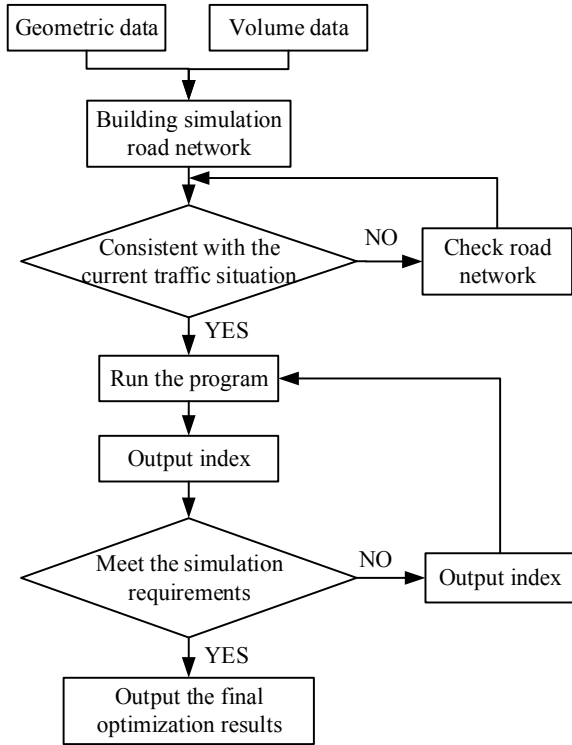 Geometric data
Volume data
Building simulation
road network
Consistent with the
current traffic situation
NO
Check road
network
YES
Run the program
Output index
Meet the simulation
requirements
NO
Output index
YES
Output the final
optimization results